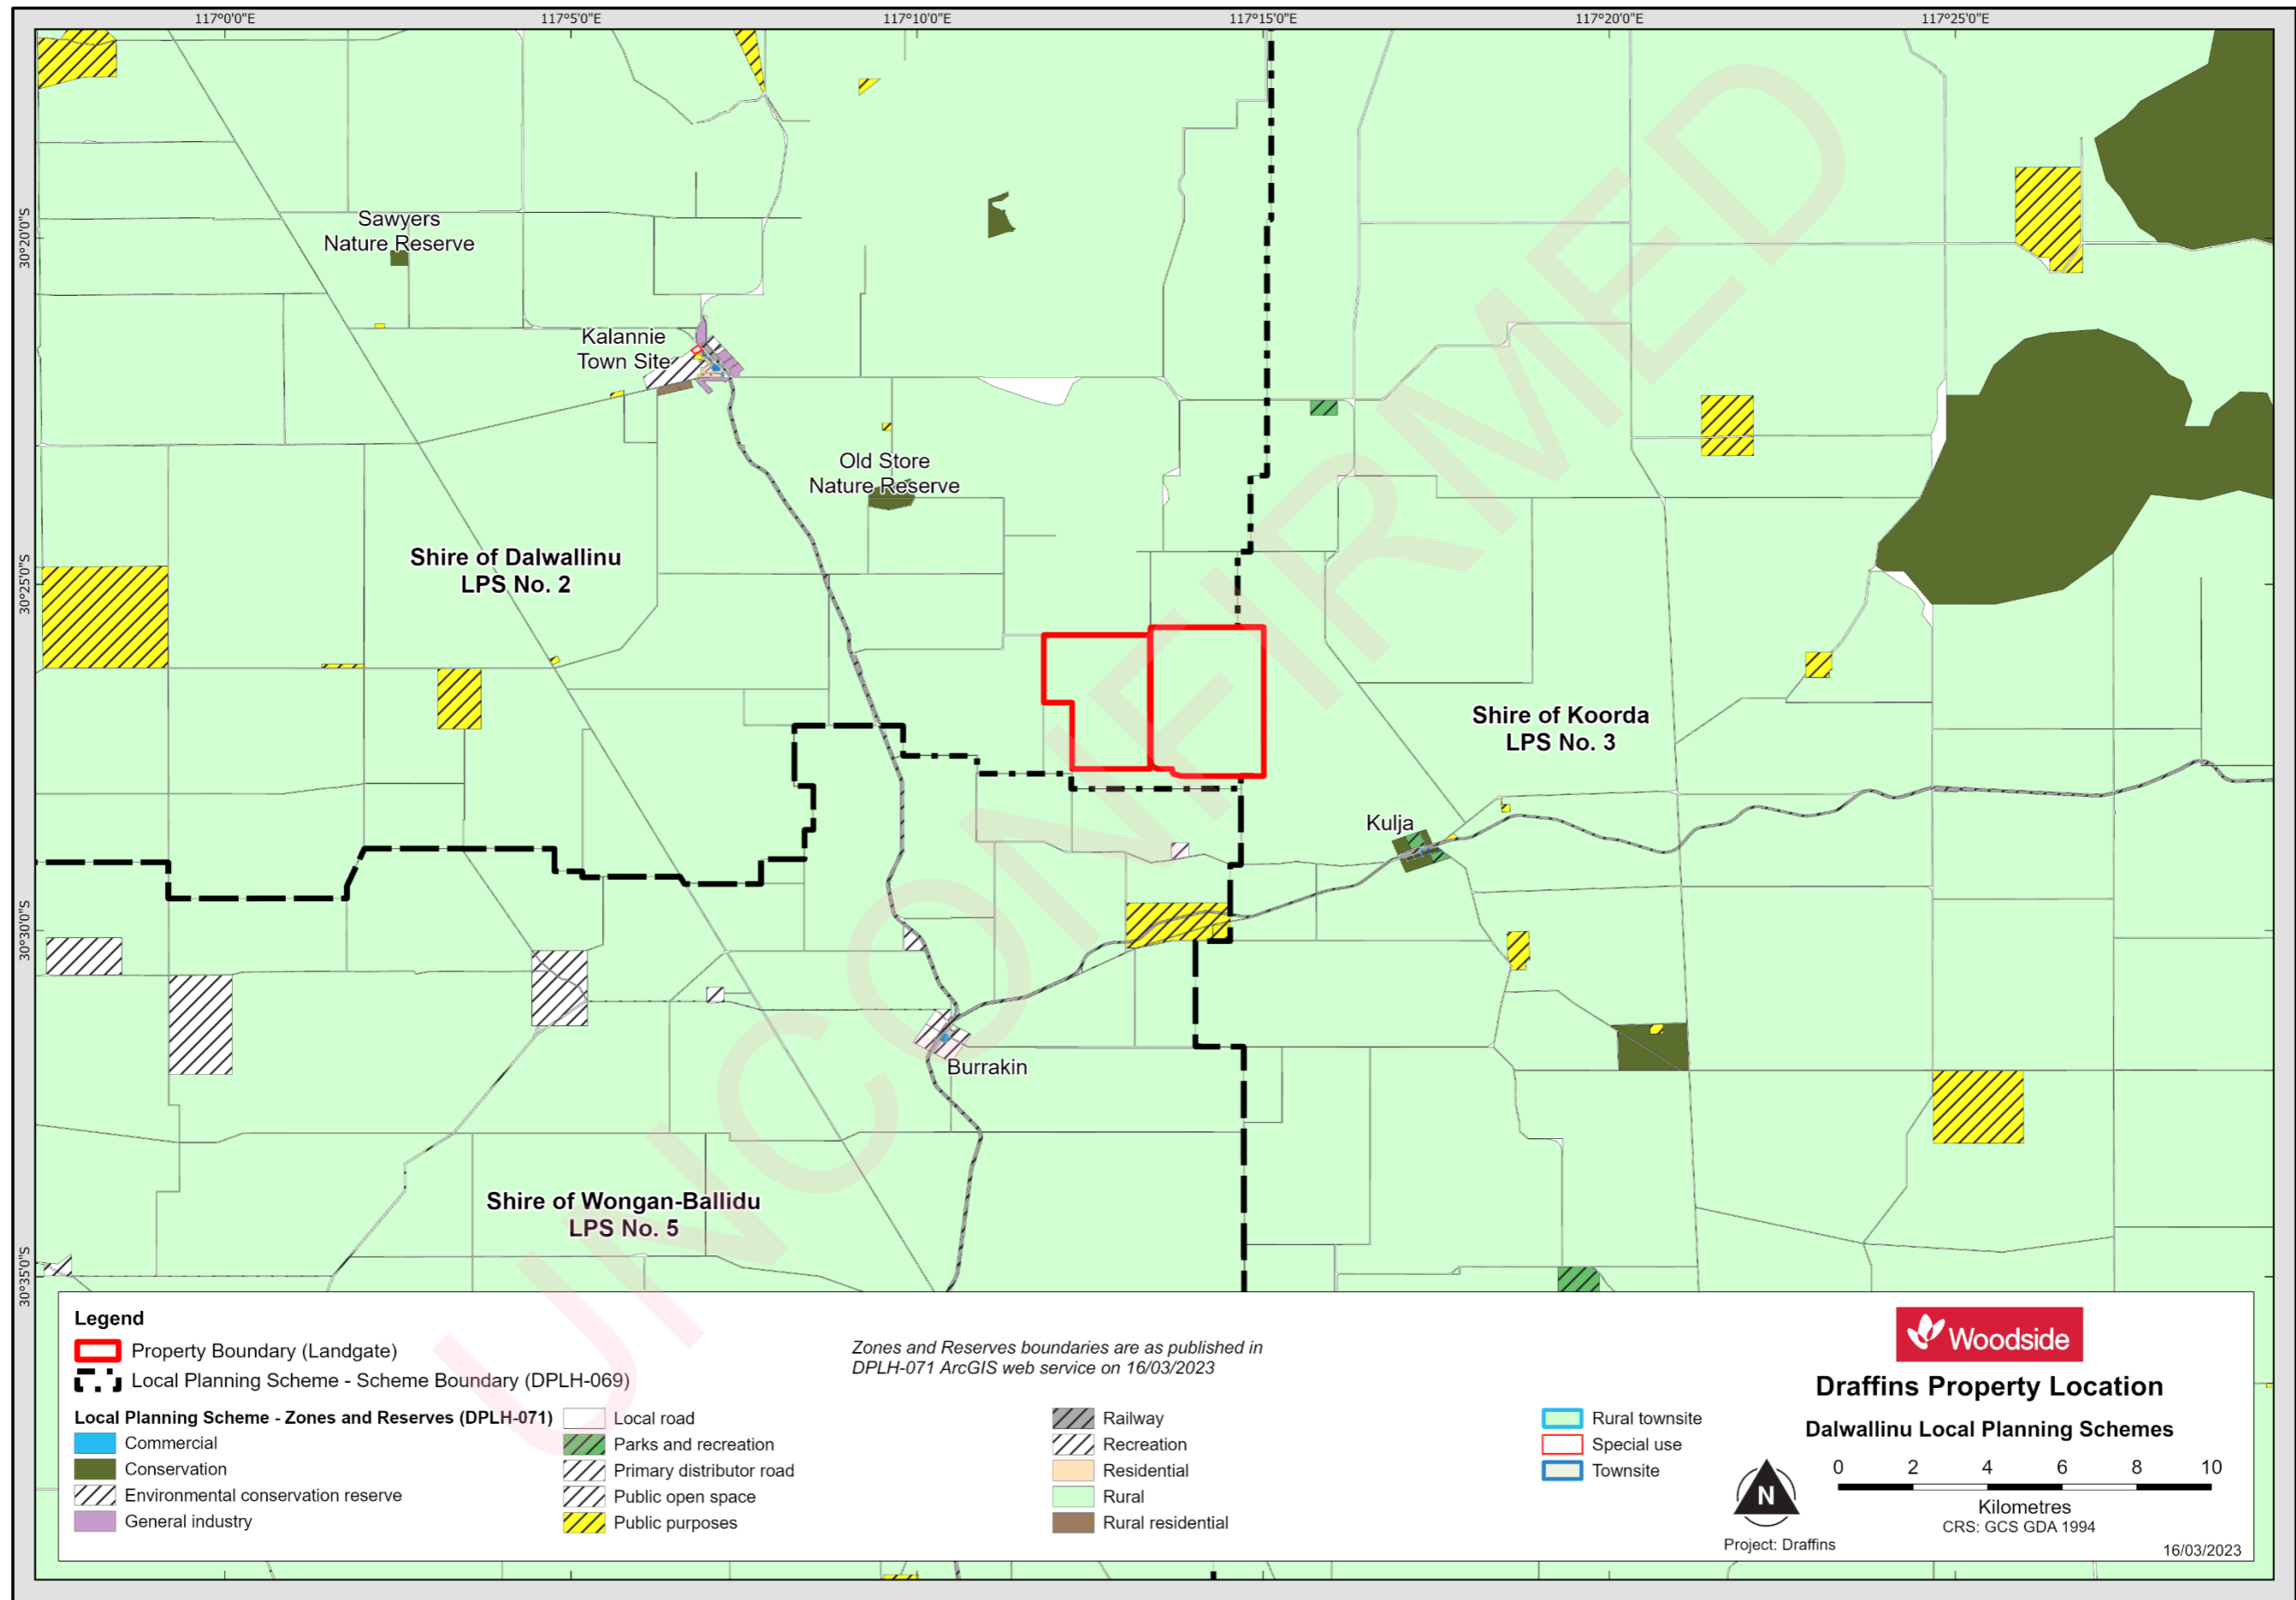 117°0'0"E
117°5'0"E
117°10'0"E
117°15'0"E
117°20'0"E
117°25'0"E
30°20'0"S
30°25'0"S
30°30'0"S
30°35'0"S
Sawyers
Nature Reserve
Kalannie
Town Site
Old Store
Nature Reserve
Shire of Dalwallinu
LPS No. 2
Shire of Koorda
LPS No. 3
Kulja
Burrakin
Shire of Wongan-Ballidu
LPS No. 5
UNCONFIRMED
Legend
Property Boundary (Landgate)
Local Planning Scheme - Scheme Boundary (DPLH-069)
Local Planning Scheme - Zones and Reserves (DPLH-071)
Commercial
Conservation
Environmental conservation reserve
General industry
Local road
Parks and recreation
Primary distributor road
Public open space
Public purposes
Zones and Reserves boundaries are as published in
DPLH-071 ArcGIS web service on 16/03/2023
Railway
Recreation
Residential
Rural
Rural residential
Rural townsite
Special use
Townsite
Woodside
Draffins Property Location
Dalwallinu Local Planning Schemes
N
Project: Draffins
0 2 4 6 8 10
Kilometres
CRS: GCS GDA 1994
16/03/2023